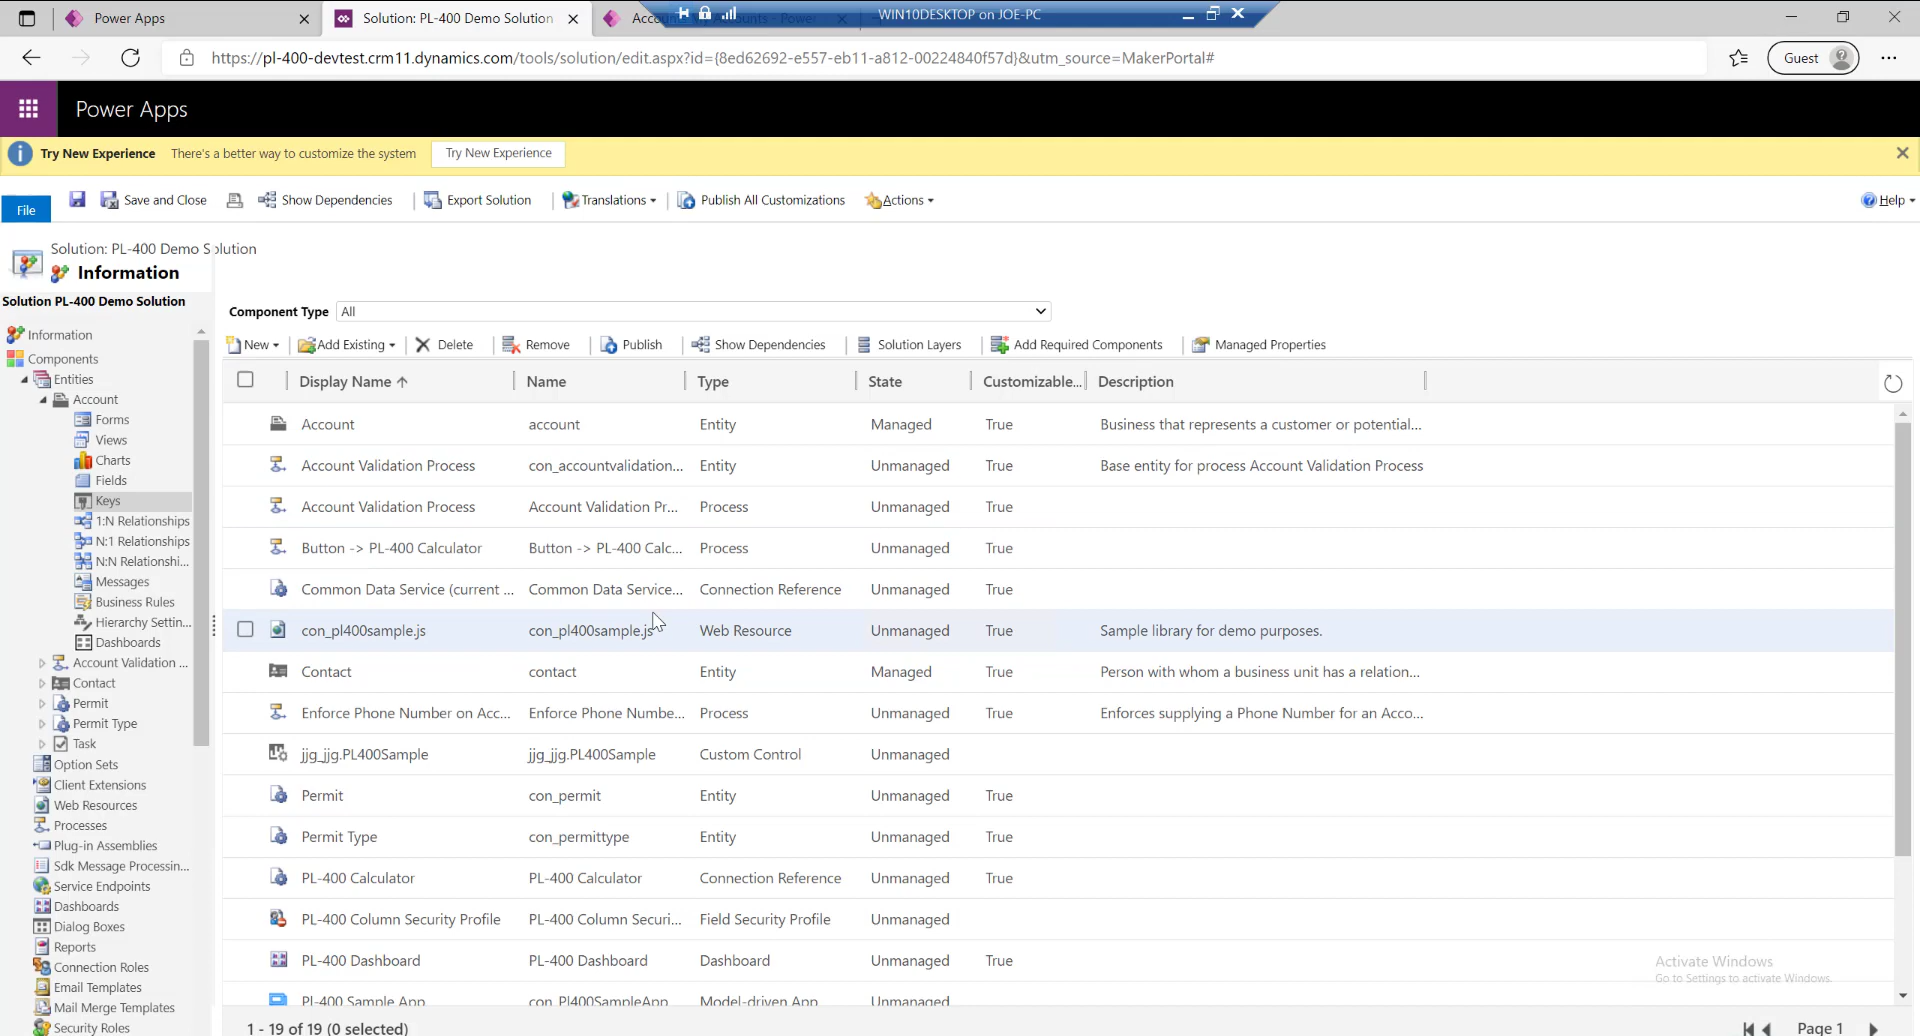 Power Apps
Solution: PL-400 Demo Solution
WIN10DESKTOP on JOE-PC
https://pl-400-devtest.crm11.dynamics.com/tools/solution/edit.aspx?id={8ed62692-e557-eb11-a812-00224840f57d}&utm_source=MakerPortal#
Guest
Power Apps
Try New Experience There's a better way to customize the system Try New Experience
File Save and Close Show Dependencies Export Solution Translations Publish All Customizations Actions Help
Solution: PL-400 Demo Solution
Information
Solution PL-400 Demo Solution
Information
Components
Entities
Account
Forms
Views
Charts
Fields
Keys
1:N Relationships
N:1 Relationships
N:N Relationshi...
Messages
Business Rules
Hierarchy Settin...
Dashboards
Account Validation ...
Contact
Permit
Permit Type
Task
Option Sets
Client Extensions
Web Resources
Processes
Plug-in Assemblies
Sdk Message Processin...
Service Endpoints
Dashboards
Dialog Boxes
Reports
Connection Roles
Email Templates
Mail Merge Templates
Security Roles
Component Type All
New Add Existing Delete Remove Publish Show Dependencies Solution Layers Add Required Components Managed Properties
Display Name Name Type State Customizable... Description
Account account Entity Managed True Business that represents a customer or potential...
Account Validation Process con_accountvalidation... Entity Unmanaged True Base entity for process Account Validation Process
Account Validation Process Account Validation Pr... Process Unmanaged True
Button -> PL-400 Calculator Button -> PL-400 Calc... Process Unmanaged True
Common Data Service (current ... Common Data Service... Connection Reference Unmanaged True
con_pl400sample.js con_pl400sample.js Web Resource Unmanaged True Sample library for demo purposes.
Contact contact Entity Managed True Person with whom a business unit has a relation...
Enforce Phone Number on Acc... Enforce Phone Numbe... Process Unmanaged True Enforces supplying a Phone Number for an Acco...
jjg_jjg.PL400Sample jjg_jjg.PL400Sample Custom Control Unmanaged
Permit con_permit Entity Unmanaged True
Permit Type con_permittype Entity Unmanaged True
PL-400 Calculator PL-400 Calculator Connection Reference Unmanaged True
PL-400 Column Security Profile PL-400 Column Securi... Field Security Profile Unmanaged
PL-400 Dashboard PL-400 Dashboard Dashboard Unmanaged True
Pl-400 Sample App con_Pl400SampleApp Model-driven App Unmanaged
Activate Windows
Go to Settings to activate Windows.
1 - 19 of 19 (0 selected) Page 1